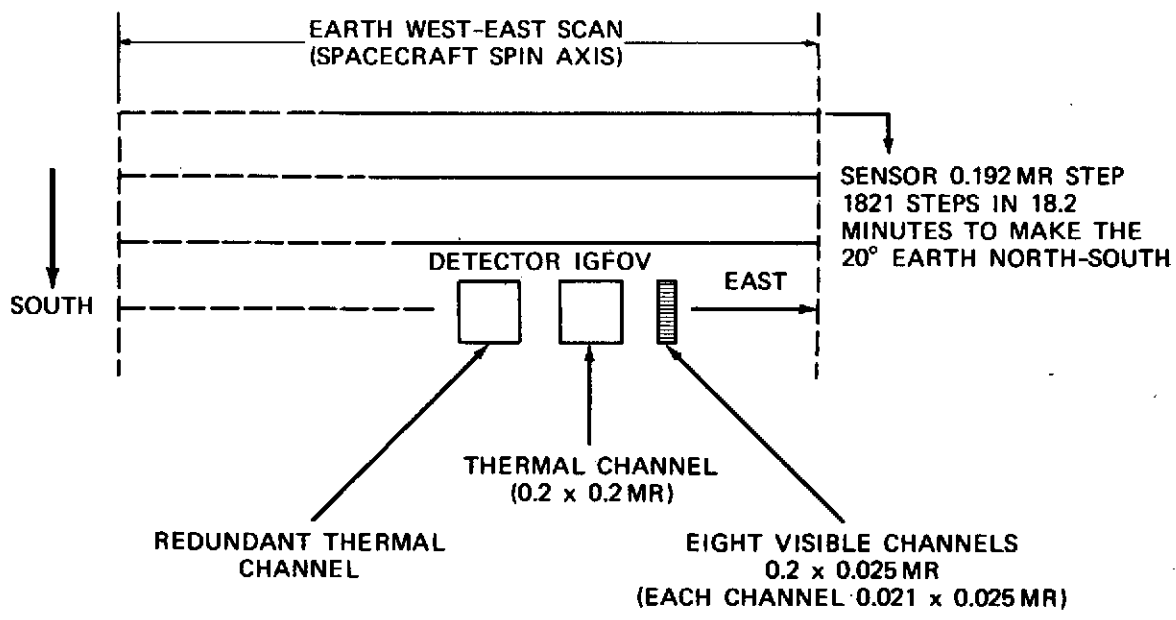 EARTH WEST-EAST SCAN
(SPACECRAFT SPIN AXIS)
SENSOR 0.192 MR STEP
1821 STEPS IN 18.2
MINUTES TO MAKE THE
20° EARTH NORTH-SOUTH
DETECTOR IGFOV
EAST
SOUTH
THERMAL CHANNEL
(0.2 x 0.2 MR)
REDUNDANT THERMAL
CHANNEL
EIGHT VISIBLE CHANNELS
0.2 x 0.025 MR
(EACH CHANNEL 0.021 x 0.025 MR)